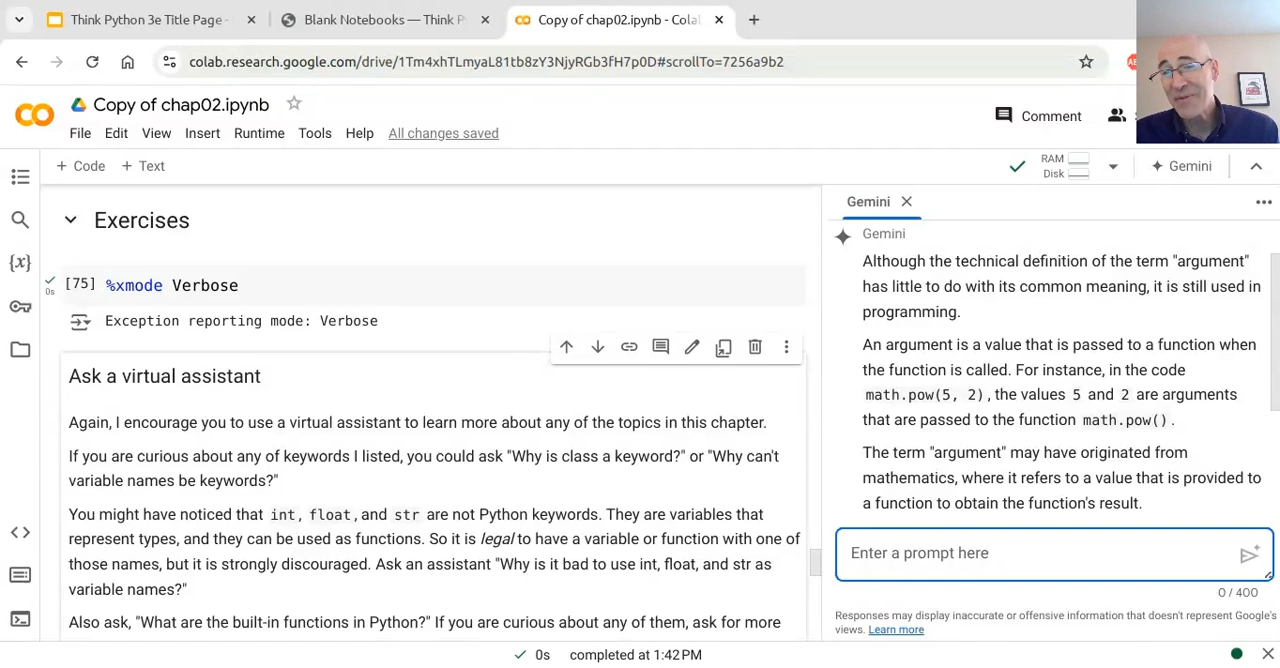 Think Python 3e Title Page -
Blank Notebooks — Think P
Copy of chap02.ipynb - Cola
colab.research.google.com/drive/1Tm4xhTLmyaL81tb8zY3NjyRGb3fH7p0D#scrollTo=7256a9b2
Copy of chap02.ipynb
File Edit View Insert Runtime Tools Help All changes saved
Comment
+ Code + Text
RAM
Disk
Gemini
Exercises
[75] %xmode Verbose
0s
Exception reporting mode: Verbose
Ask a virtual assistant
Again, I encourage you to use a virtual assistant to learn more about any of the topics in this chapter.
If you are curious about any of keywords I listed, you could ask "Why is class a keyword?" or "Why can't
variable names be keywords?"
You might have noticed that int, float, and str are not Python keywords. They are variables that
represent types, and they can be used as functions. So it is legal to have a variable or function with one of
those names, but it is strongly discouraged. Ask an assistant "Why is it bad to use int, float, and str as
variable names?"
Also ask, "What are the built-in functions in Python?" If you are curious about any of them, ask for more
Gemini
Gemini
Although the technical definition of the term "argument"
has little to do with its common meaning, it is still used in
programming.
An argument is a value that is passed to a function when
the function is called. For instance, in the code
math.pow(5, 2), the values 5 and 2 are arguments
that are passed to the function math.pow().
The term "argument" may have originated from
mathematics, where it refers to a value that is provided to
a function to obtain the function's result.
Enter a prompt here
0 / 400
Responses may display inaccurate or offensive information that doesn't represent Google's
views. Learn more
0s completed at 1:42 PM